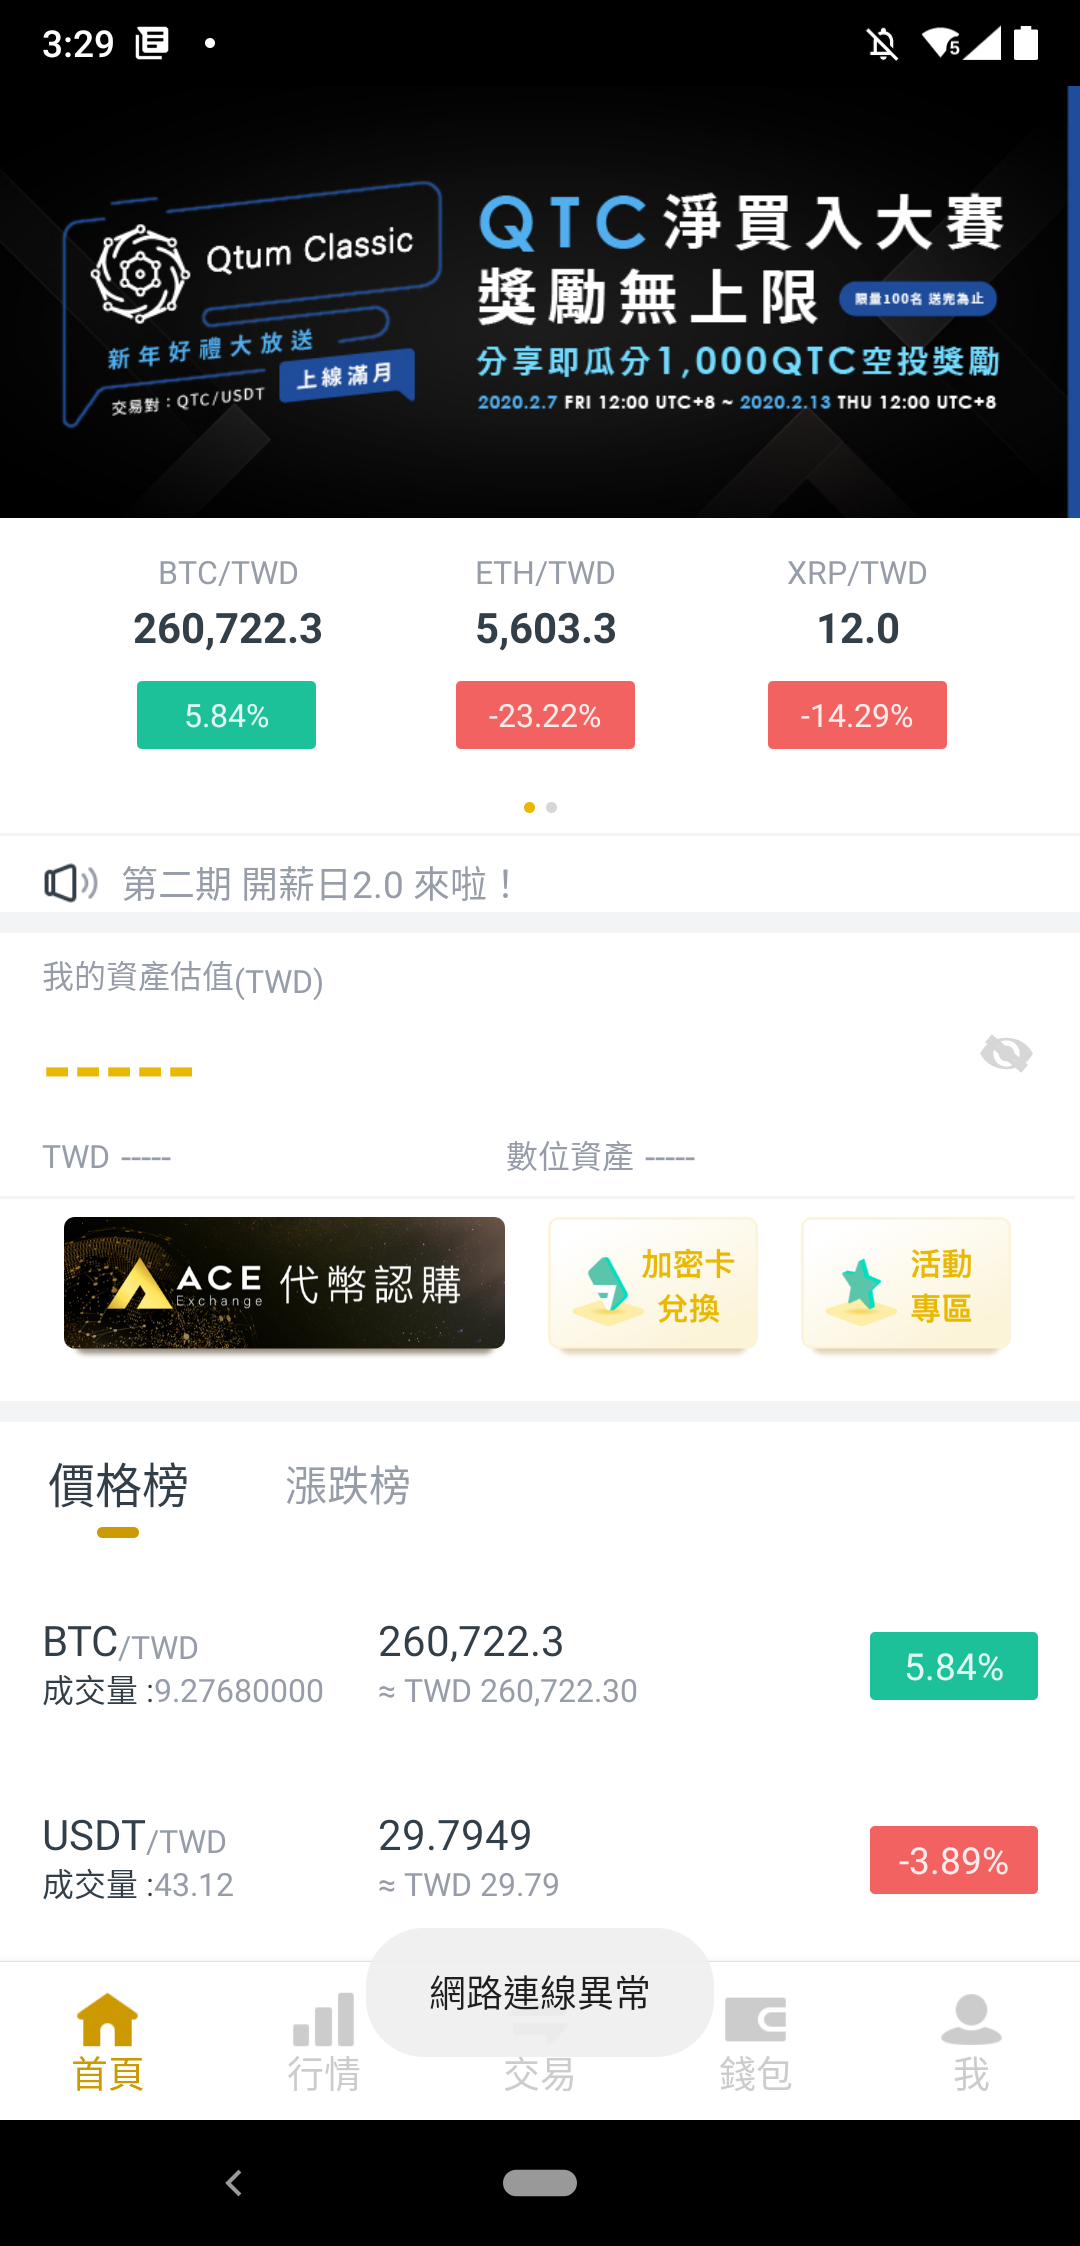 3:29
5
Qtum Classic
新年好禮大放送
上線滿月
交易對：QTC/USDT
QTC淨買入大賽
獎勵無上限
限量100名 送完為止
分享即瓜分1,000QTC空投獎勵
2020.2.7 FRI 12:00 UTC+8 ~ 2020.2.13 THU 12:00 UTC+8
BTC/TWD
260,722.3
5.84%
ETH/TWD
5,603.3
-23.22%
XRP/TWD
12.0
-14.29%
第二期 開薪日2.0 來啦！
我的資產估值(TWD)
-----
TWD -----
數位資產 -----
ACE
Exchange
代幣認購
加密卡
兌換
活動
專區
價格榜
漲跌榜
BTC/TWD
260,722.3
5.84%
成交量 :9.27680000
≈ TWD 260,722.30
USDT/TWD
29.7949
-3.89%
成交量 :43.12
≈ TWD 29.79
網路連線異常
首頁
行情
交易
錢包
我